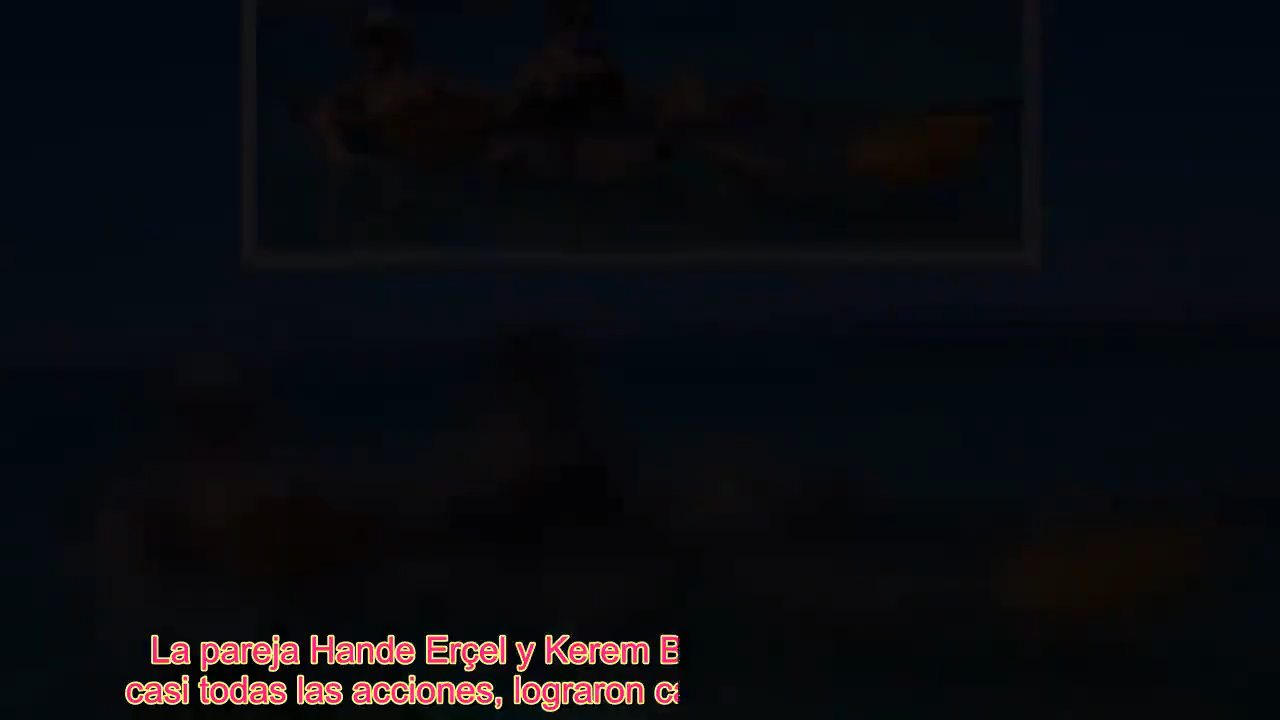 La pareja Hande Erçel y Kerem
casi todas las acciones, lograron